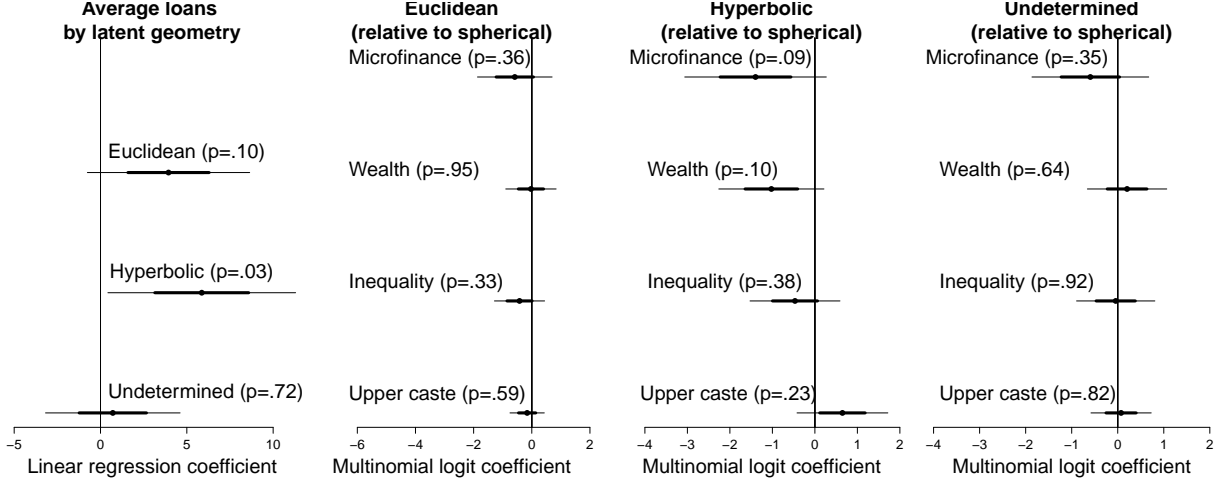 Average loans
by latent geometry
Euclidean (p=.10)
Hyperbolic (p=.03)
Undetermined (p=.72)
−5 0 5 10
Linear regression coefficient
Euclidean
(relative to spherical)
Microfinance (p=.36)
Wealth (p=.95)
Inequality (p=.33)
Upper caste (p=.59)
−6 −4 −2 0 2
Multinomial logit coefficient
Hyperbolic
(relative to spherical)
Microfinance (p=.09)
Wealth (p=.10)
Inequality (p=.38)
Upper caste (p=.23)
−4 −3 −2 −1 0 1 2
Multinomial logit coefficient
Undetermined
(relative to spherical)
Microfinance (p=.35)
Wealth (p=.64)
Inequality (p=.92)
Upper caste (p=.82)
−4 −3 −2 −1 0 1 2
Multinomial logit coefficient